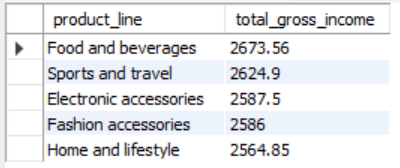 product_line total_gross_income
Food and beverages 2673.56
Sports and travel 2624.9
Electronic accessories 2587.5
Fashion accessories 2586
Home and lifestyle 2564.85